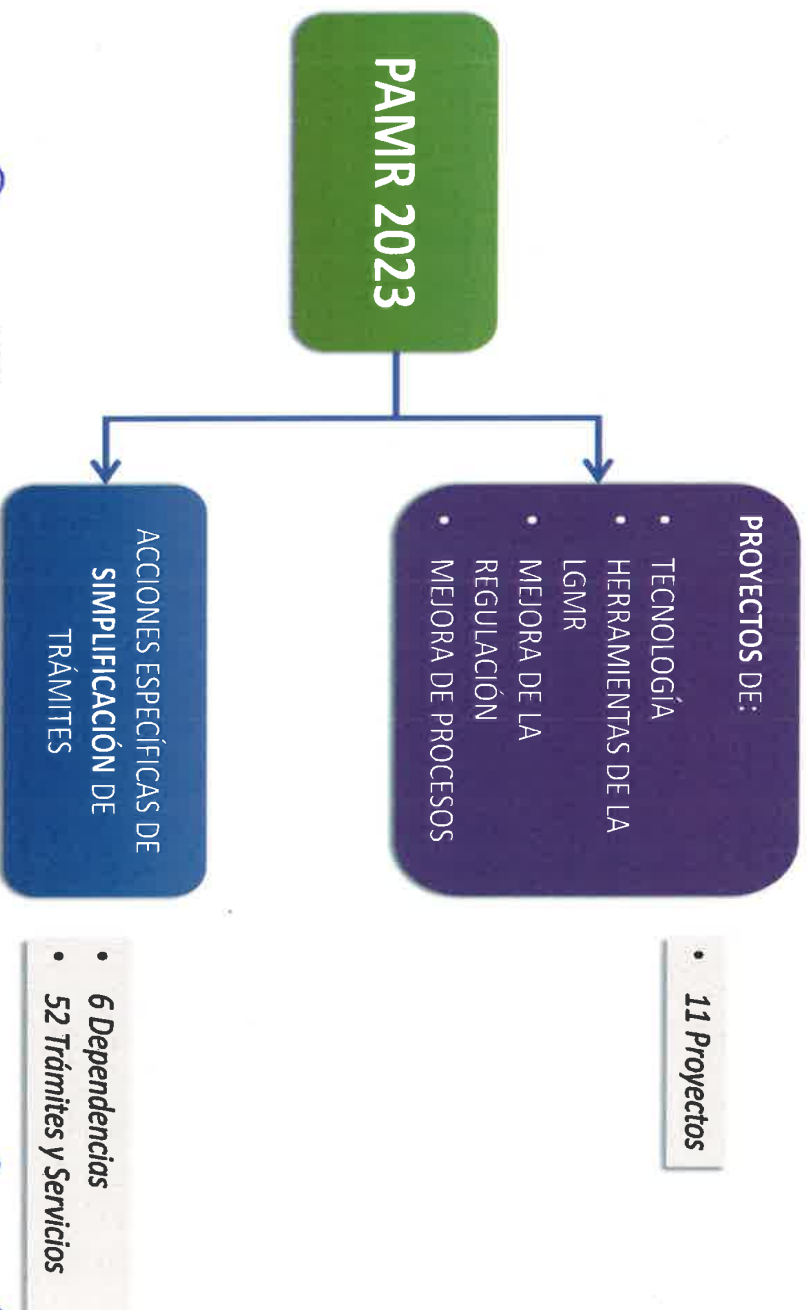 PAMR 2023
PROYECTOS DE:
• TECNOLOGÍA
• HERRAMIENTAS DE LA
LGMR
• MEJORA DE LA
REGULACIÓN
• MEJORA DE PROCESOS
• 11 Proyectos
ACCIONES ESPECÍFICAS DE
SIMPLIFICACIÓN DE
TRÁMITES
• 6 Dependencias
• 52 Trámites y Servicios